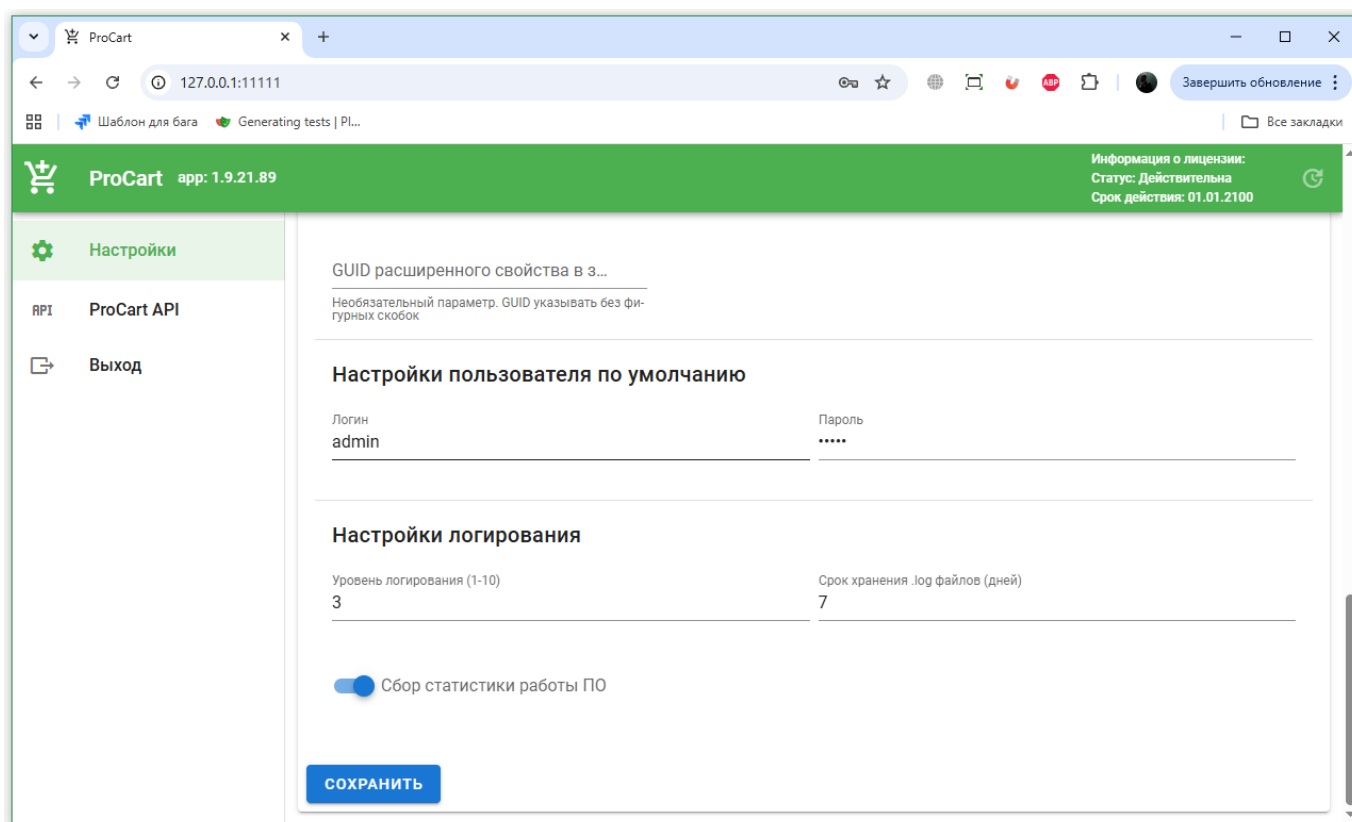 ProCart
127.0.0.1:11111
ABP
Завершить обновление
Шаблон для бага
Generating tests | Pl...
Все закладки
ProCart app: 1.9.21.89
Информация о лицензии:
Статус: Действительна
Срок действия: 01.01.2100
Настройки
API ProCart API
Выход
GUID расширенного свойства в з...
Необязательный параметр. GUID указывать без фи-
гурных скобок
Настройки пользователя по умолчанию
Логин
admin
Пароль
•••••
Настройки логирования
Уровень логирования (1-10)
3
Срок хранения .log файлов (дней)
7
Сбор статистики работы ПО
СОХРАНИТЬ